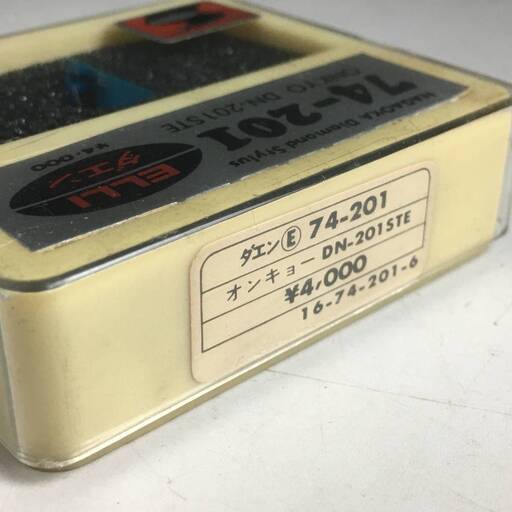 NAGAOKA Diamond Stylus
74-201
ONKYO DN-201STE
ELLI
ダエン
¥4,000
ダエン Ⓔ 74-201
オンキョー DN-201STE
¥4,000
16-74-201-6